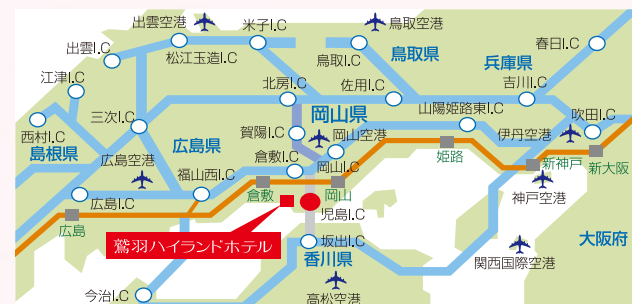 出雲空港
米子I.C
鳥取空港
春日I.C
出雲I.C
松江玉造I.C
鳥取I.C
鳥取県
兵庫県
江津I.C
北房I.C
佐用I.C
吉川I.C
三次I.C
岡山県
山陽姫路東I.C
吹田I.C
西村I.C
島根県
広島県
賀陽I.C
岡山空港
伊丹空港
広島空港
倉敷I.C
岡山I.C
姫路
新神戸
新大阪
福山西I.C
倉敷
岡山
神戸空港
広島I.C
児島I.C
広島
鷲羽ハイランドホテル
坂出I.C
大阪府
香川県
関西国際空港
今治I.C
高松空港